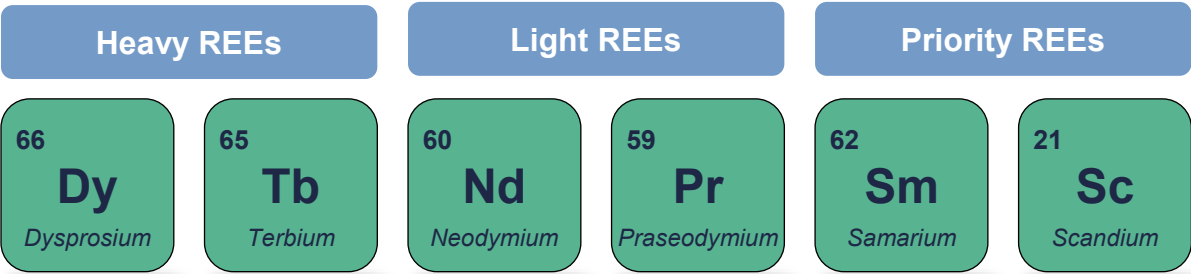 Heavy REEs
Light REEs
Priority REEs
66
Dy
Dysprosium
65
Tb
Terbium
60
Nd
Neodymium
59
Pr
Praseodymium
62
Sm
Samarium
21
Sc
Scandium